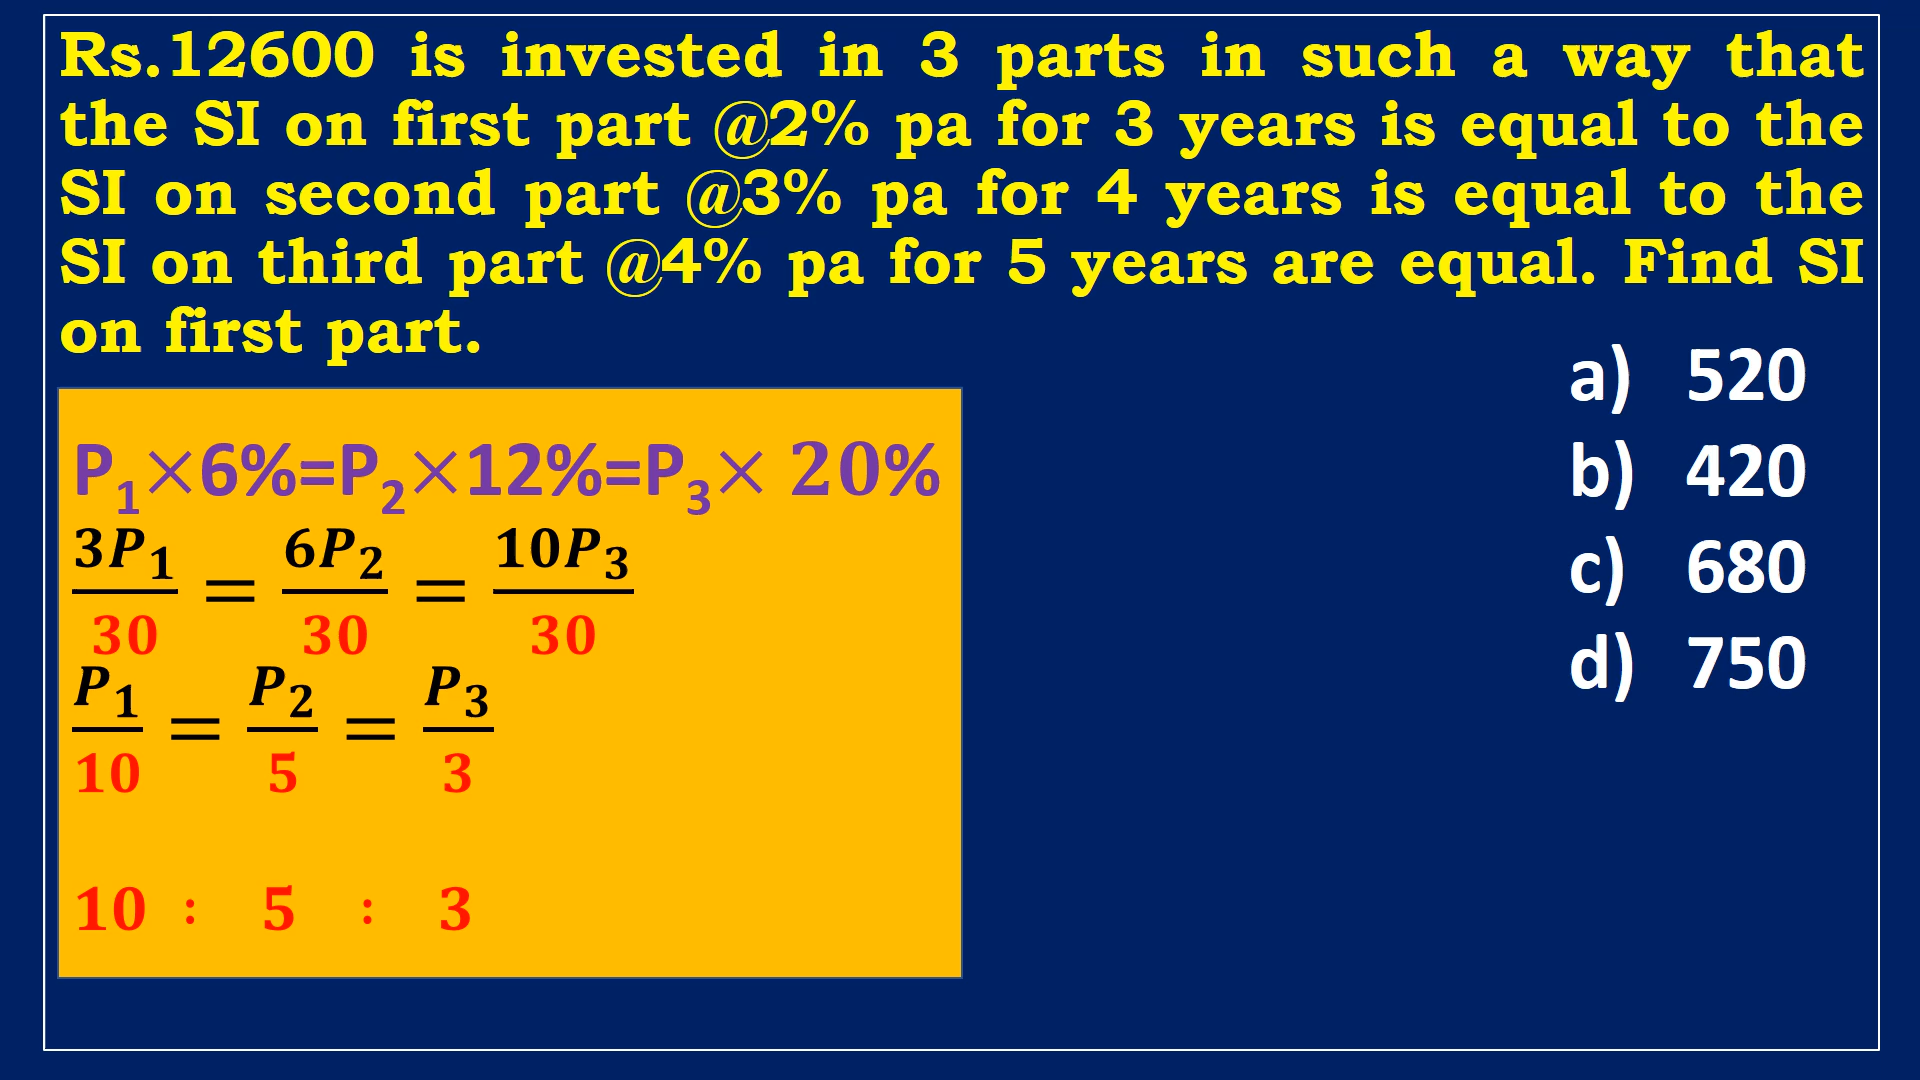 Rs.12600 is invested in 3 parts in such a way that
the SI on first part @2% pa for 3 years is equal to the
SI on second part @3% pa for 4 years is equal to the
SI on third part @4% pa for 5 years are equal. Find SI
on first part.
a) 520
b) 420
c) 680
d) 750
P₁×6%=P₂×12%=P₃× 20%
3P₁/30 = 6P₂/30 = 10P₃/30
P₁/10 = P₂/5 = P₃/3
10 : 5 : 3